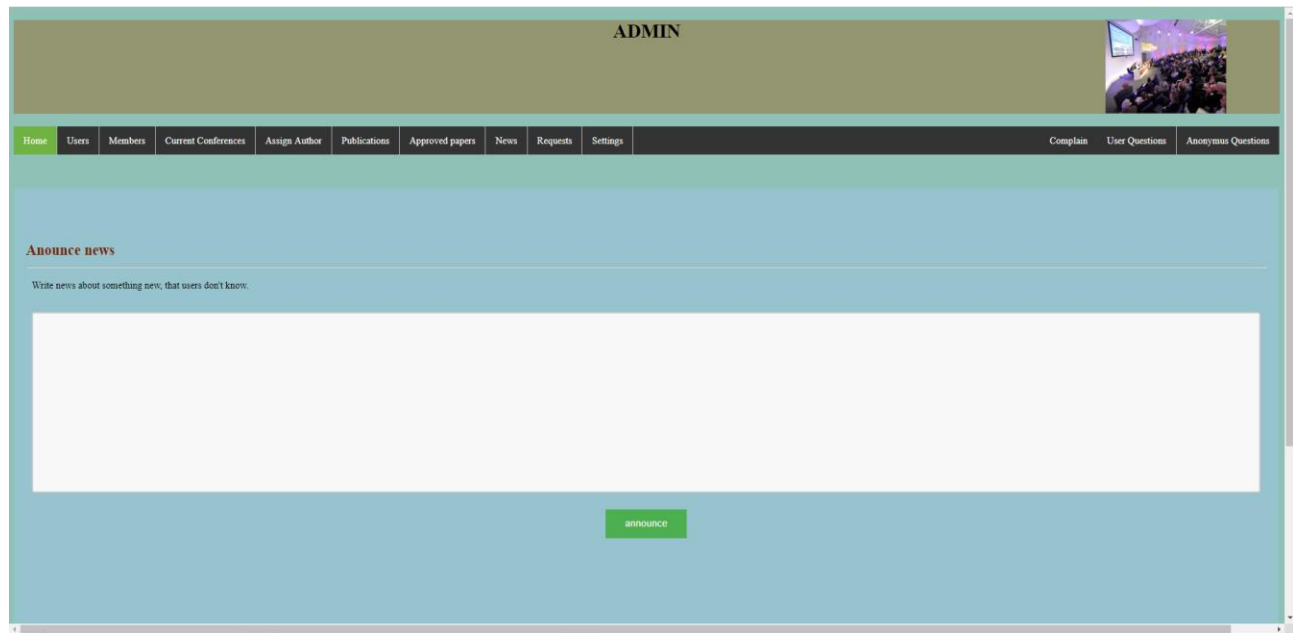 ADMIN
Home Users Members Current Conferences Assign Author Publications Approved papers News Requests Settings Complain User Questions Anonymus Questions
Anounce news
Write news about something new, that users don't know.
announce